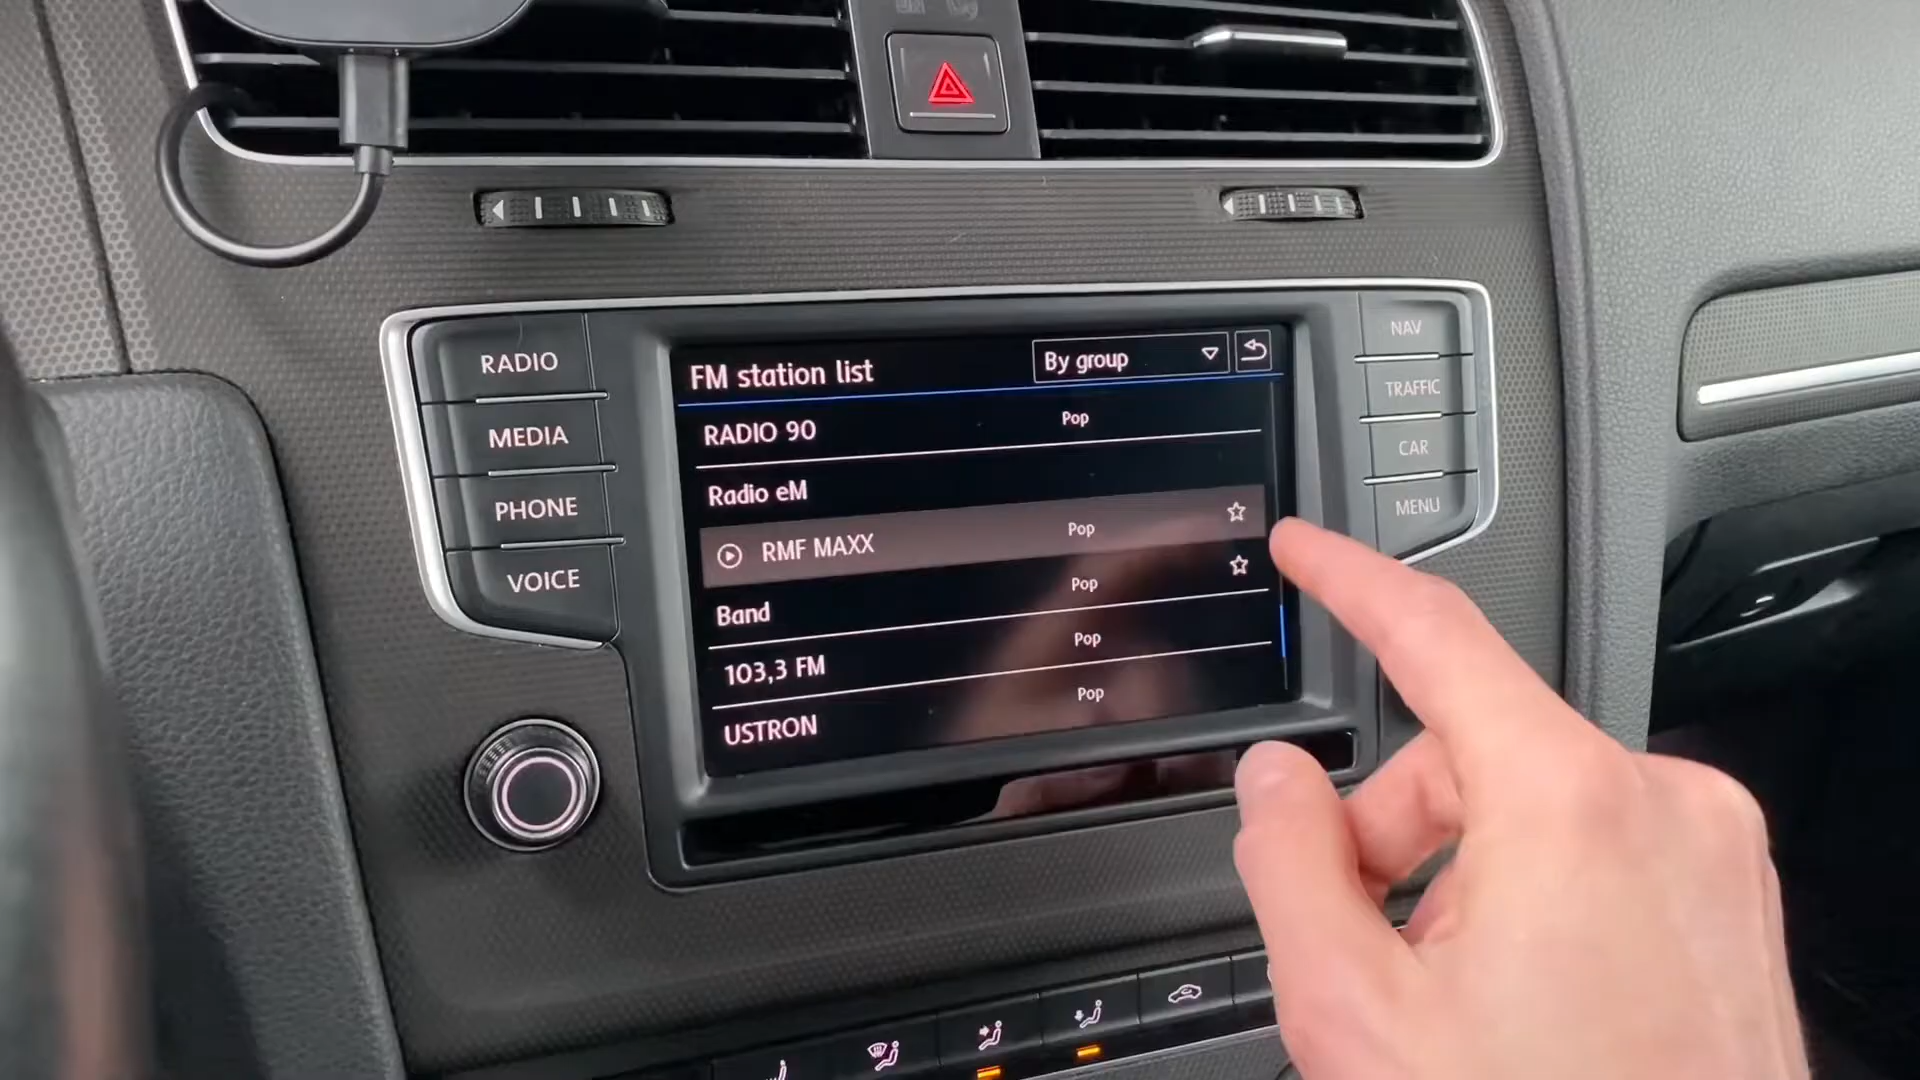 RADIO
MEDIA
PHONE
VOICE
FM station list
By group
RADIO 90 Pop
Radio eM
RMF MAXX Pop
Band Pop
103,3 FM Pop
USTRON Pop
NAV
TRAFFIC
CAR
MENU